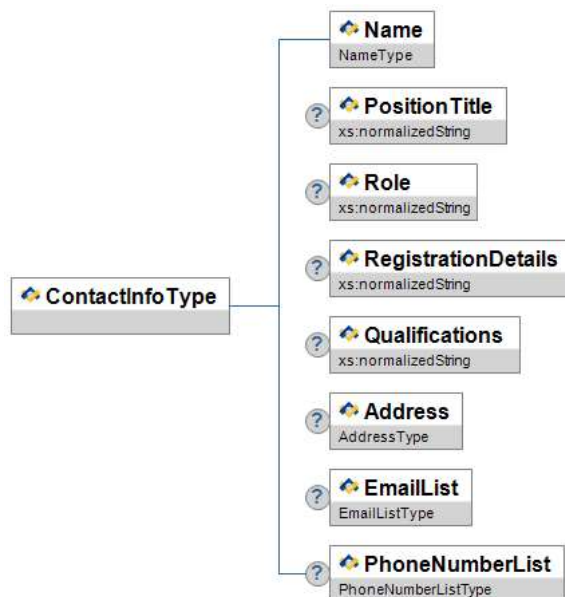 Name
NameType
?
PositionTitle
xs:normalizedString
?
Role
xs:normalizedString
?
RegistrationDetails
xs:normalizedString
ContactInfoType
?
Qualifications
xs:normalizedString
?
Address
AddressType
?
EmailList
EmailListType
?
PhoneNumberList
PhoneNumberListType